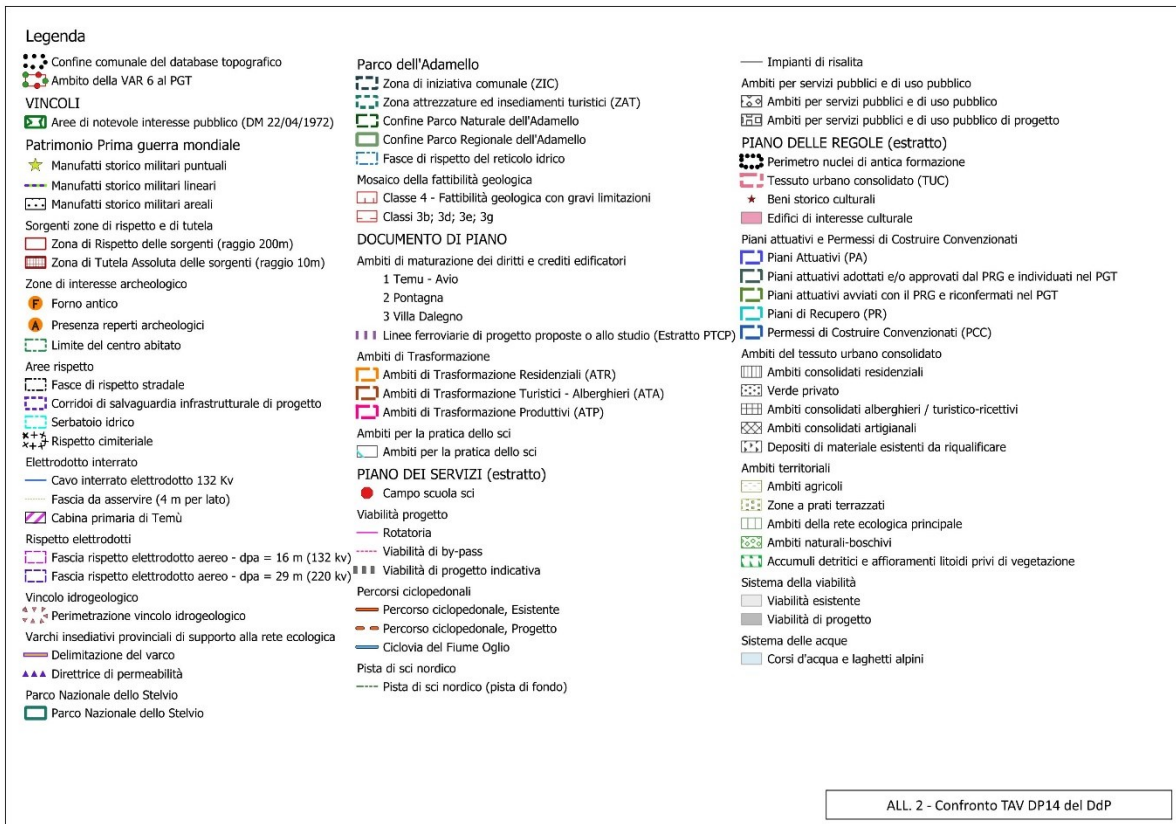 Legenda
Confine comunale del database topografico
Ambito della VAR 6 al PGT
VINCOLI
Aree di notevole interesse pubblico (DM 22/04/1972)
Patrimonio Prima guerra mondiale
Manufatti storico militari puntuali
Manufatti storico militari lineari
Manufatti storico militari areali
Sorgenti zone di rispetto e di tutela
Zona di Rispetto delle sorgenti (raggio 200m)
Zona di Tutela Assoluta delle sorgenti (raggio 10m)
Zone di interesse archeologico
F Forno antico
A Presenza reperti archeologici
Limite del centro abitato
Aree rispetto
Fasce di rispetto stradale
Corridoi di salvaguardia infrastrutturale di progetto
Serbatoio idrico
Rispetto cimiteriale
Elettrodotto interrato
Cavo interrato elettrodotto 132 Kv
Fascia da asservire (4 m per lato)
Cabina primaria di Temù
Rispetto elettrodotti
Fascia rispetto elettrodotto aereo - dpa = 16 m (132 kv)
Fascia rispetto elettrodotto aereo - dpa = 29 m (220 kv)
Vincolo idrogeologico
Perimetrazione vincolo idrogeologico
Varchi insediativi provinciali di supporto alla rete ecologica
Delimitazione del varco
Direttrice di permeabilità
Parco Nazionale dello Stelvio
Parco Nazionale dello Stelvio
Parco dell'Adamello
Zona di iniziativa comunale (ZIC)
Zona attrezzature ed insediamenti turistici (ZAT)
Confine Parco Naturale dell'Adamello
Confine Parco Regionale dell'Adamello
Fasce di rispetto del reticolo idrico
Mosaico della fattibilità geologica
Classe 4 - Fattibilità geologica con gravi limitazioni
Classi 3b; 3d; 3e; 3g
DOCUMENTO DI PIANO
Ambiti di maturazione dei diritti e crediti edificatori
1 Temu - Avio
2 Pontagna
3 Villa Dalegno
Linee ferroviarie di progetto proposte o allo studio (Estratto PTCP)
Ambiti di Trasformazione
Ambiti di Trasformazione Residenziali (ATR)
Ambiti di Trasformazione Turistici - Alberghieri (ATA)
Ambiti di Trasformazione Produttivi (ATP)
Ambiti per la pratica dello sci
Ambiti per la pratica dello sci
PIANO DEI SERVIZI (estratto)
Campo scuola sci
Viabilità progetto
Rotatoria
Viabilità di by-pass
Viabilità di progetto indicativa
Percorsi ciclopedonali
Percorso ciclopedonale, Esistente
Percorso ciclopedonale, Progetto
Ciclovia del Fiume Oglio
Pista di sci nordico
Pista di sci nordico (pista di fondo)
Impianti di risalita
Ambiti per servizi pubblici e di uso pubblico
Ambiti per servizi pubblici e di uso pubblico
Ambiti per servizi pubblici e di uso pubblico di progetto
PIANO DELLE REGOLE (estratto)
Perimetro nuclei di antica formazione
Tessuto urbano consolidato (TUC)
Beni storico culturali
Edifici di interesse culturale
Piani attuativi e Permessi di Costruire Convenzionati
Piani Attuativi (PA)
Piani attuativi adottati e/o approvati dal PRG e individuati nel PGT
Piani attuativi avviati con il PRG e riconfermati nel PGT
Piani di Recupero (PR)
Permessi di Costruire Convenzionati (PCC)
Ambiti del tessuto urbano consolidato
Ambiti consolidati residenziali
Verde privato
Ambiti consolidati alberghieri / turistico-ricettivi
Ambiti consolidati artigianali
Depositi di materiale esistenti da riqualificare
Ambiti territoriali
Ambiti agricoli
Zone a prati terrazzati
Ambiti della rete ecologica principale
Ambiti naturali-boschivi
Accumuli detritici e affioramenti litoidi privi di vegetazione
Sistema della viabilità
Viabilità esistente
Viabilità di progetto
Sistema delle acque
Corsi d'acqua e laghetti alpini
ALL. 2 - Confronto TAV DP14 del DdP